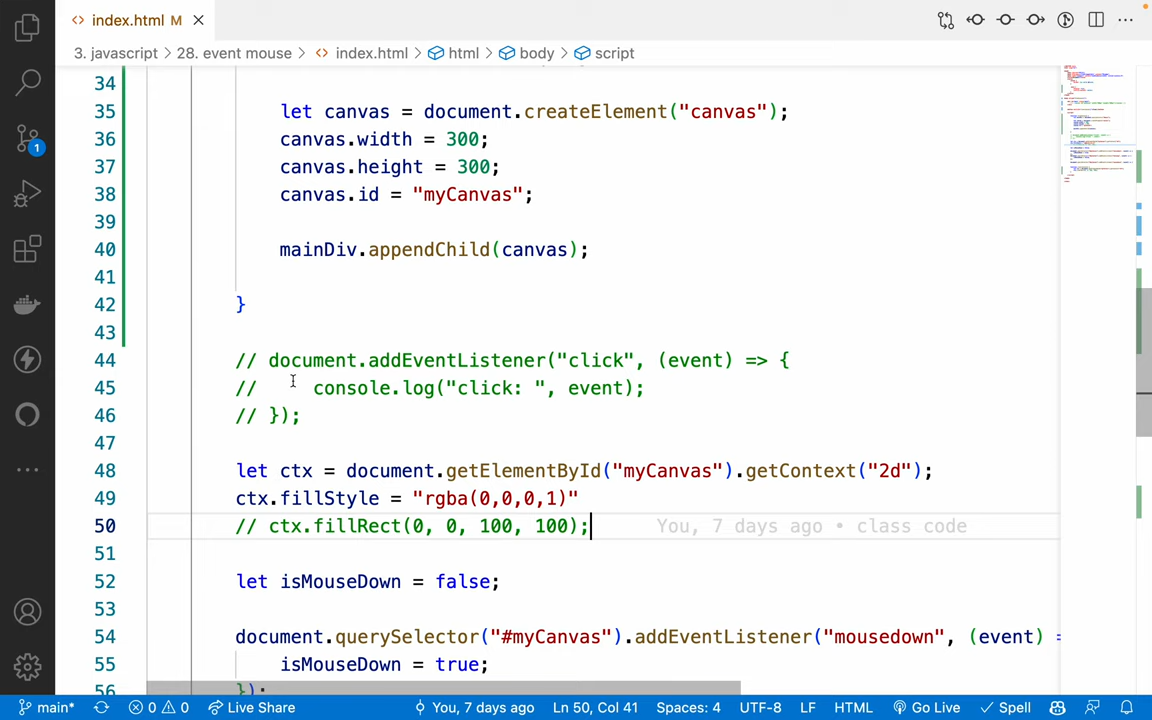 index.html M
3. javascript > 28. event mouse > index.html > html > body > script
34
35 let canvas = document.createElement("canvas");
36 canvas.width = 300;
37 canvas.height = 300;
38 canvas.id = "myCanvas";
39
40 mainDiv.appendChild(canvas);
41
42 }
43
44 // document.addEventListener("click", (event) => {
45 //     console.log("click: ", event);
46 // });
47
48 let ctx = document.getElementById("myCanvas").getContext("2d");
49 ctx.fillStyle = "rgba(0,0,0,1)"
50 // ctx.fillRect(0, 0, 100, 100); You, 7 days ago • class code
51
52 let isMouseDown = false;
53
54 document.querySelector("#myCanvas").addEventListener("mousedown", (event) =
55 isMouseDown = true;
56 });
1
main* 0 0 Live Share You, 7 days ago Ln 50, Col 41 Spaces: 4 UTF-8 LF HTML Go Live Spell